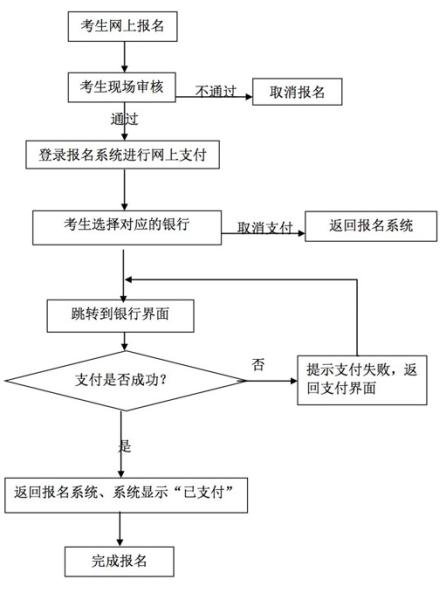 考生网上报名
考生现场审核
不通过
取消报名
通过
登录报名系统进行网上支付
考生选择对应的银行
取消支付
返回报名系统
跳转到银行界面
支付是否成功？
否
提示支付失败，返
回支付界面
是
返回报名系统、系统显示“已支付”
完成报名